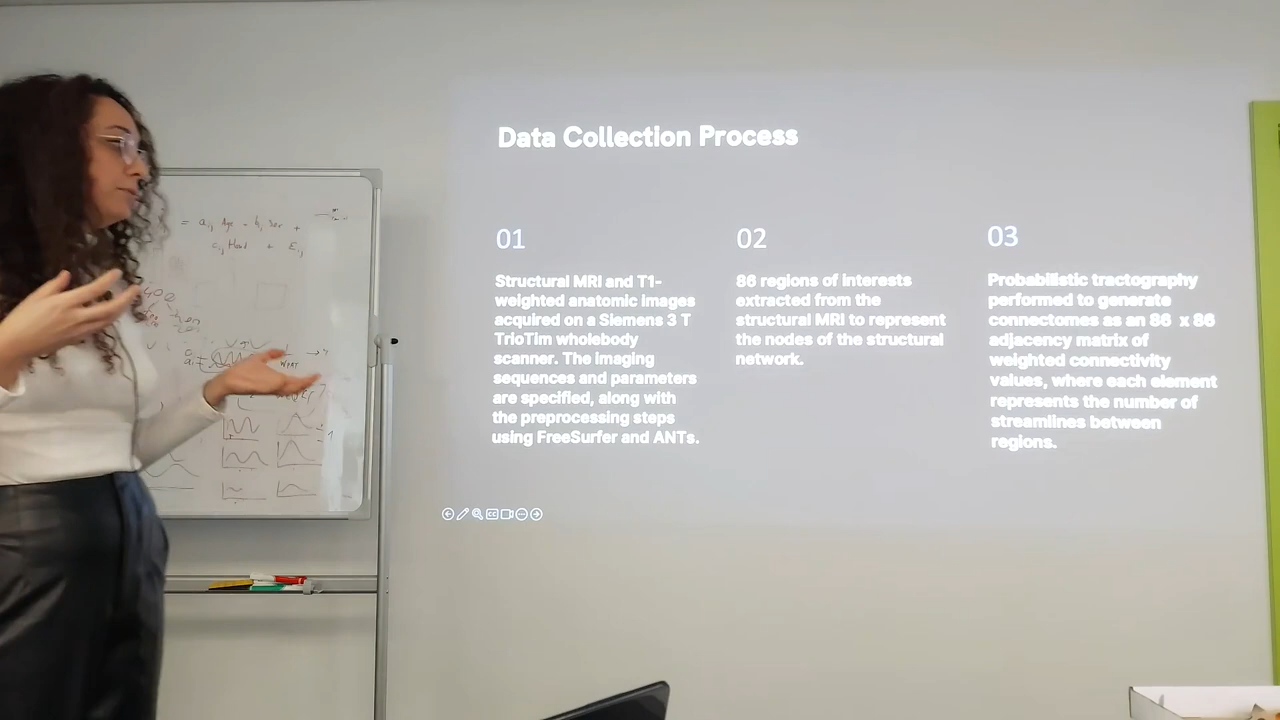 Data Collection Process
01
Structural MRI and T1-
weighted anatomic images
acquired on a Siemens 3 T
TrioTim wholebody
scanner. The imaging
sequences and parameters
are specified, along with
the preprocessing steps
using FreeSurfer and ANTs.
02
86 regions of interests
extracted from the
structural MRI to represent
the nodes of the structural
network.
03
Probabilistic tractography
performed to generate
connectomes as an 86 x 86
adjacency matrix of
weighted connectivity
values, where each element
represents the number of
streamlines between
regions.